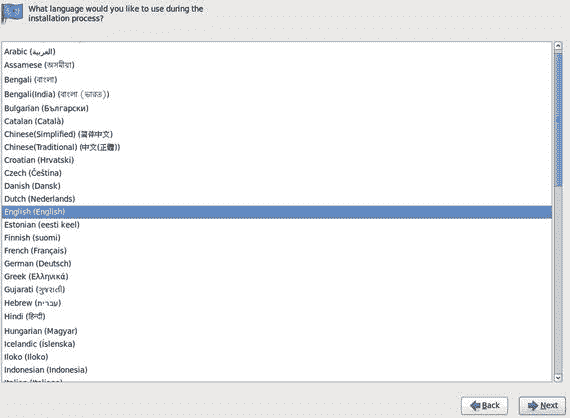 What language would you like to use during the
installation process?
Arabic (العربية)
Assamese (অসমীয়া)
Bengali (বাংলা)
Bengali(India) (বাংলা (ভারত))
Bulgarian (Български)
Catalan (Català)
Chinese(Simplified) (简体中文)
Chinese(Traditional) (中文(正體))
Croatian (Hrvatski)
Czech (Čeština)
Danish (Dansk)
Dutch (Nederlands)
English (English)
Estonian (eesti keel)
Finnish (suomi)
French (Français)
German (Deutsch)
Greek (Ελληνικά)
Gujarati (ગુજરાતી)
Hebrew (עברית)
Hindi (हिन्दी)
Hungarian (Magyar)
Icelandic (Íslenska)
Iloko (Iloko)
Indonesian (Indonesia)
Back
Next